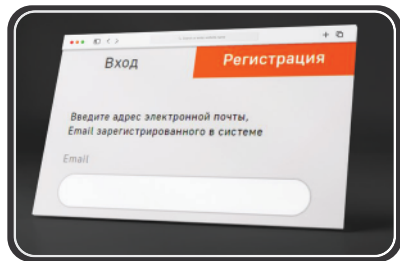 Вход
Регистрация
Введите адрес электронной почты,
Email зарегистрированного в системе
Email